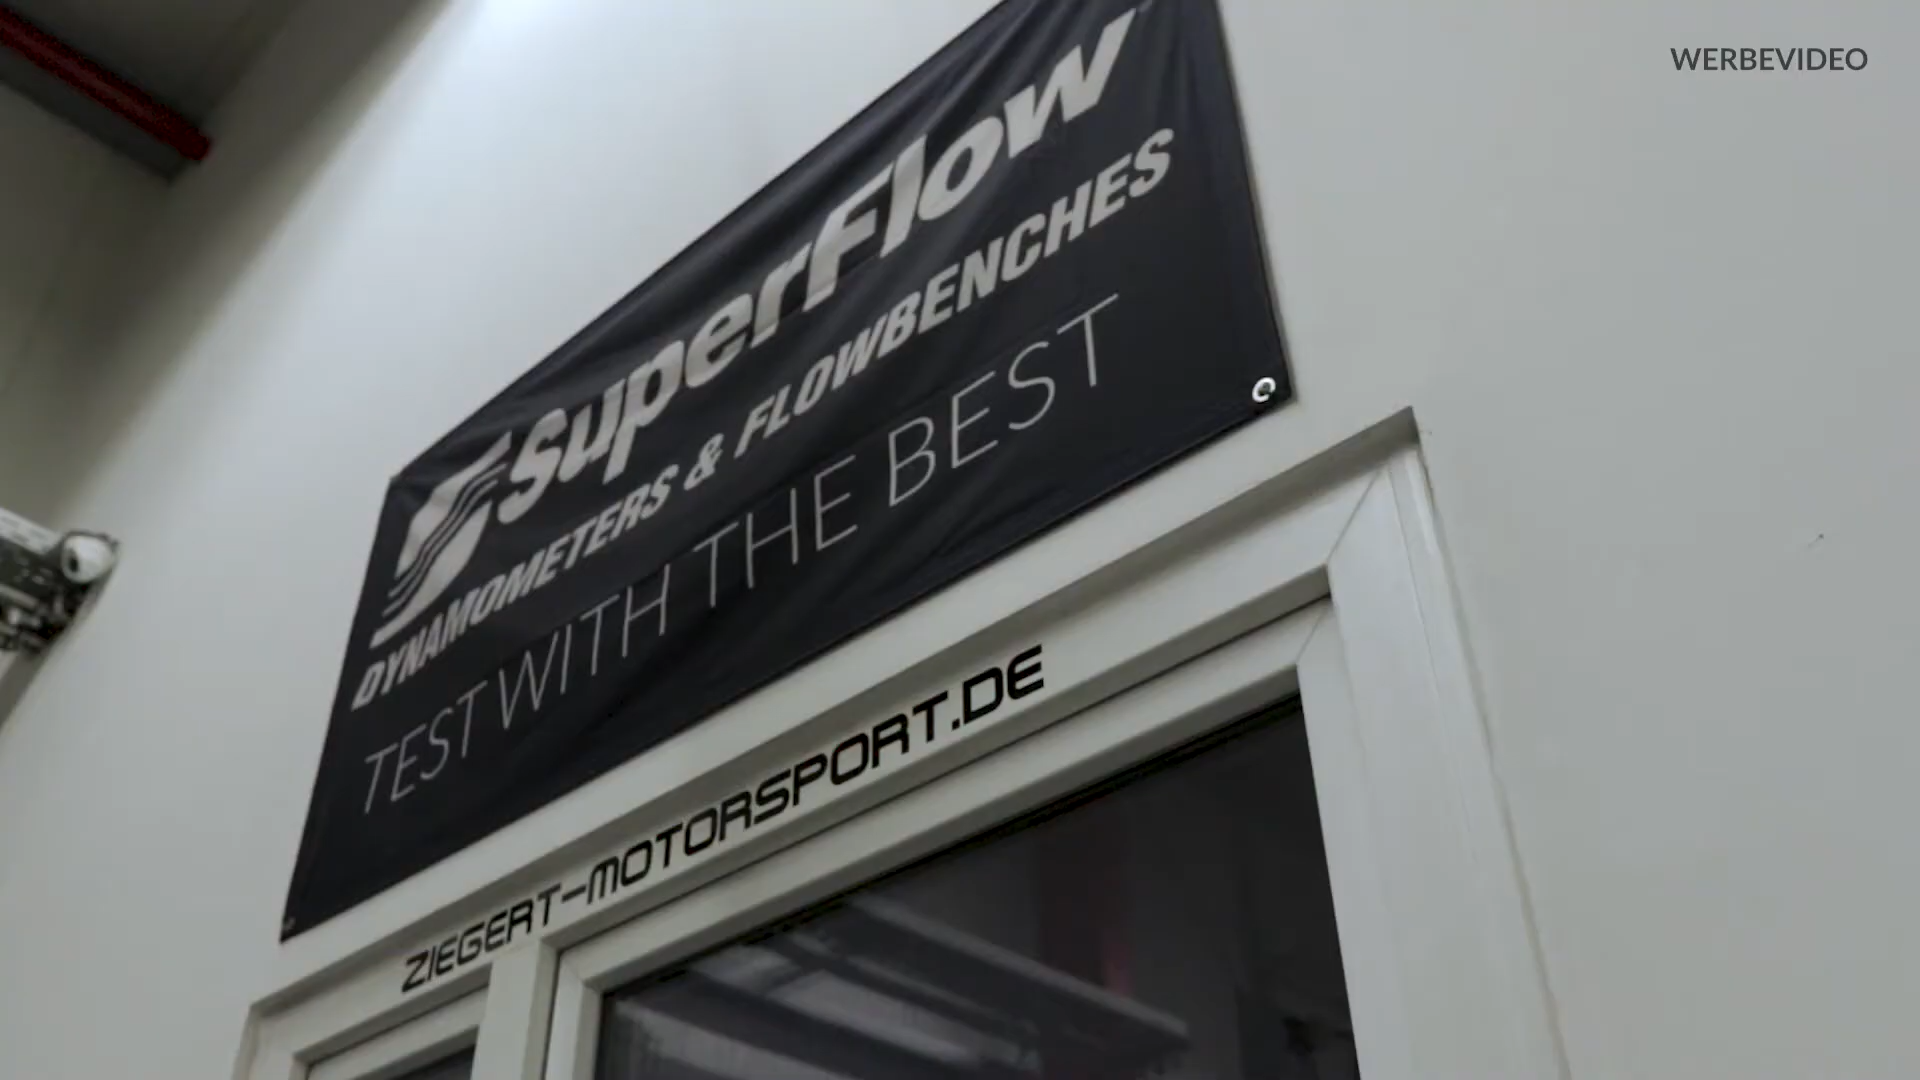 WERBEVIDEO
SuperFlow
DYNAMOMETERS & FLOWBENCHES
TEST WITH THE BEST
ZIEGERT-MOTORSPORT.DE